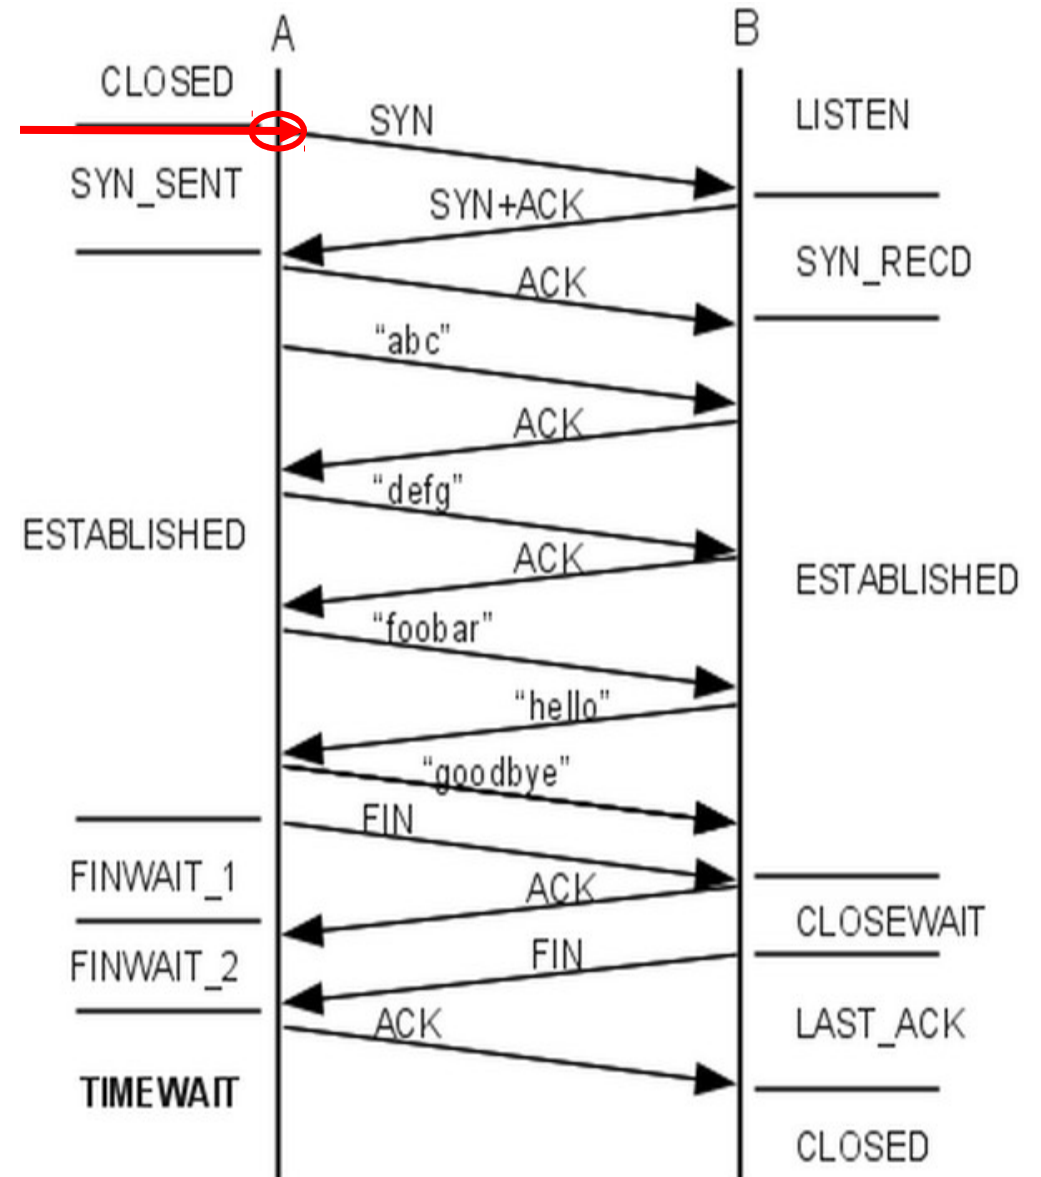 A
B
CLOSED
SYN
LISTEN
SYN_SENT
SYN+ACK
SYN_RECD
ACK
“abc”
ACK
“defg”
ESTABLISHED
ACK
ESTABLISHED
“foobar”
“hello”
“goodbye”
FIN
FINWAIT_1
ACK
CLOSEWAIT
FINWAIT_2
FIN
ACK
LAST_ACK
TIMEWAIT
CLOSED